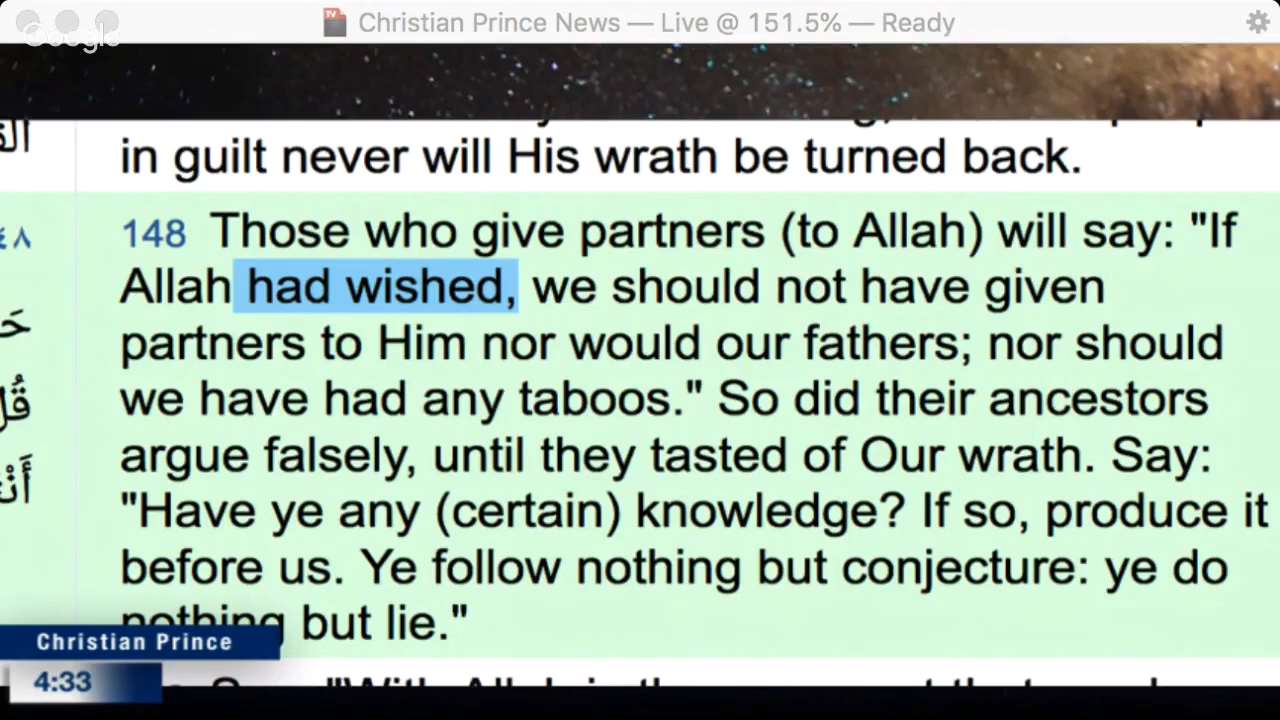 Christian Prince News — Live @ 151.5% — Ready
Google
in guilt never will His wrath be turned back.
148 Those who give partners (to Allah) will say: "If
Allah had wished, we should not have given
partners to Him nor would our fathers; nor should
we have had any taboos." So did their ancestors
argue falsely, until they tasted of Our wrath. Say:
"Have ye any (certain) knowledge? If so, produce it
before us. Ye follow nothing but conjecture: ye do
nothing but lie."
Christian Prince
4:33